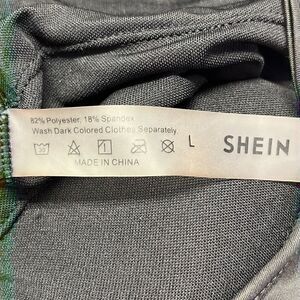 82% Polyester, 18% Spandex
Wash Dark Colored Clothes Separately.
L
SHEIN
MADE IN CHINA